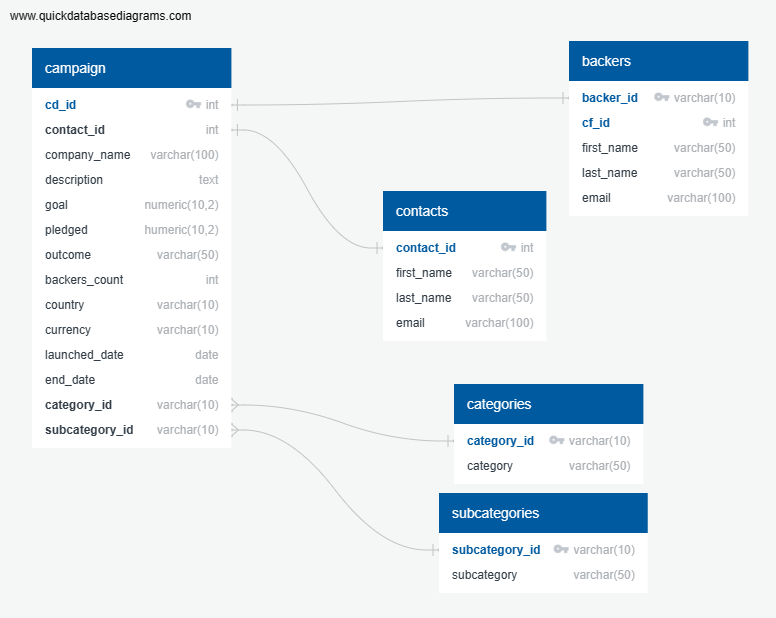 www.quickdatabasediagrams.com
campaign
cd_id int
contact_id int
company_name varchar(100)
description text
goal numeric(10,2)
pledged humeric(10,2)
outcome varchar(50)
backers_count int
country varchar(10)
currency varchar(10)
launched_date date
end_date date
category_id varchar(10)
subcategory_id varchar(10)
backers
backer_id varchar(10)
cf_id int
first_name varchar(50)
last_name varchar(50)
email varchar(100)
contacts
contact_id int
first_name varchar(50)
last_name varchar(50)
email varchar(100)
categories
category_id varchar(10)
category varchar(50)
subcategories
subcategory_id varchar(10)
subcategory varchar(50)